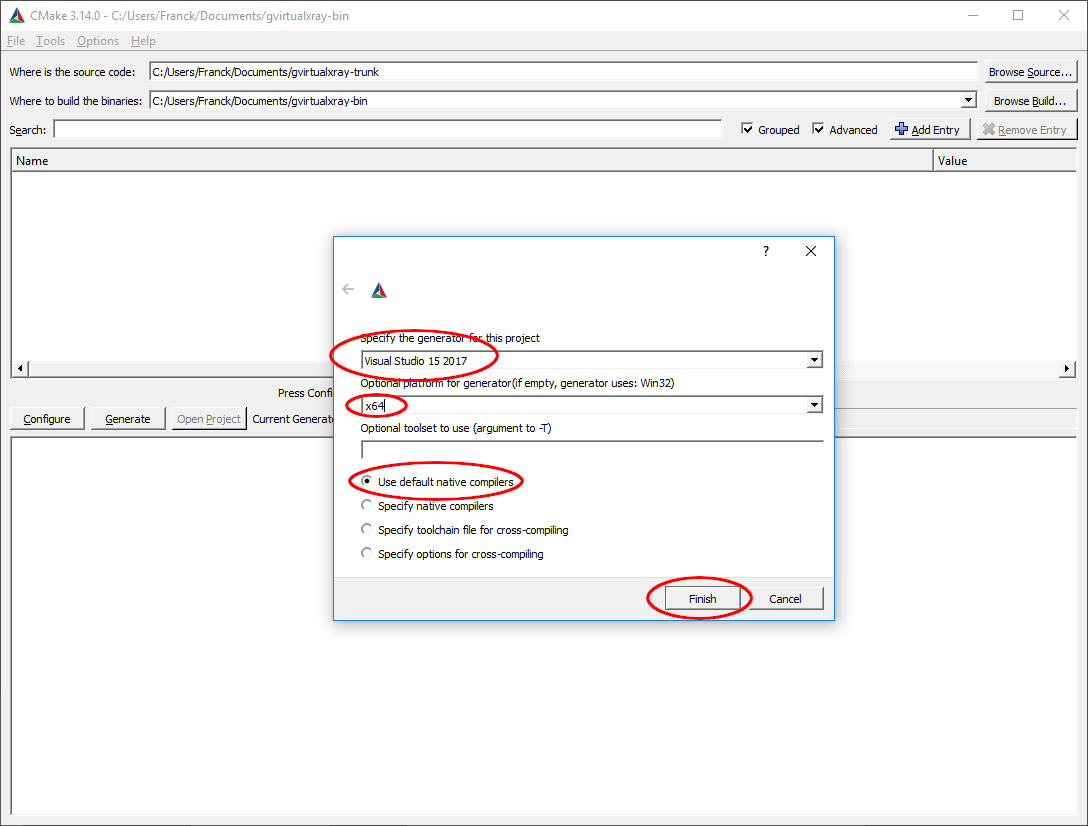 CMake 3.14.0 - C:/Users/Franck/Documents/gvirtualxray-bin
File Tools Options Help
Where is the source code: C:/Users/Franck/Documents/gvirtualxray-trunk Browse Source...
Where to build the binaries: C:/Users/Franck/Documents/gvirtualxray-bin Browse Build...
Search: Grouped Advanced Add Entry Remove Entry
Name Value
?
Specify the generator for this project
Visual Studio 15 2017
Optional platform for generator(if empty, generator uses: Win32)
Press Confi
x64
Configure Generate Open Project Current Generato
Optional toolset to use (argument to -T)
Use default native compilers
Specify native compilers
Specify toolchain file for cross-compiling
Specify options for cross-compiling
Finish Cancel